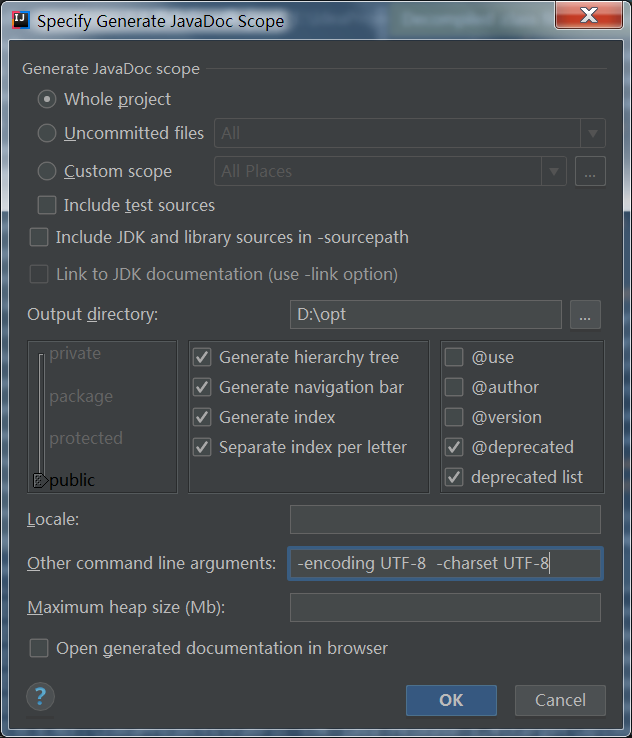 IJ Specify Generate JavaDoc Scope
Generate JavaDoc scope
Whole project
Uncommitted files All
Custom scope All Places ...
Include test sources
Include JDK and library sources in -sourcepath
Link to JDK documentation (use -link option)
Output directory: D:\opt ...
private
package
protected
public
Generate hierarchy tree
Generate navigation bar
Generate index
Separate index per letter
@use
@author
@version
@deprecated
deprecated list
Locale:
Other command line arguments: -encoding UTF-8  -charset UTF-8
Maximum heap size (Mb):
Open generated documentation in browser
? OK Cancel